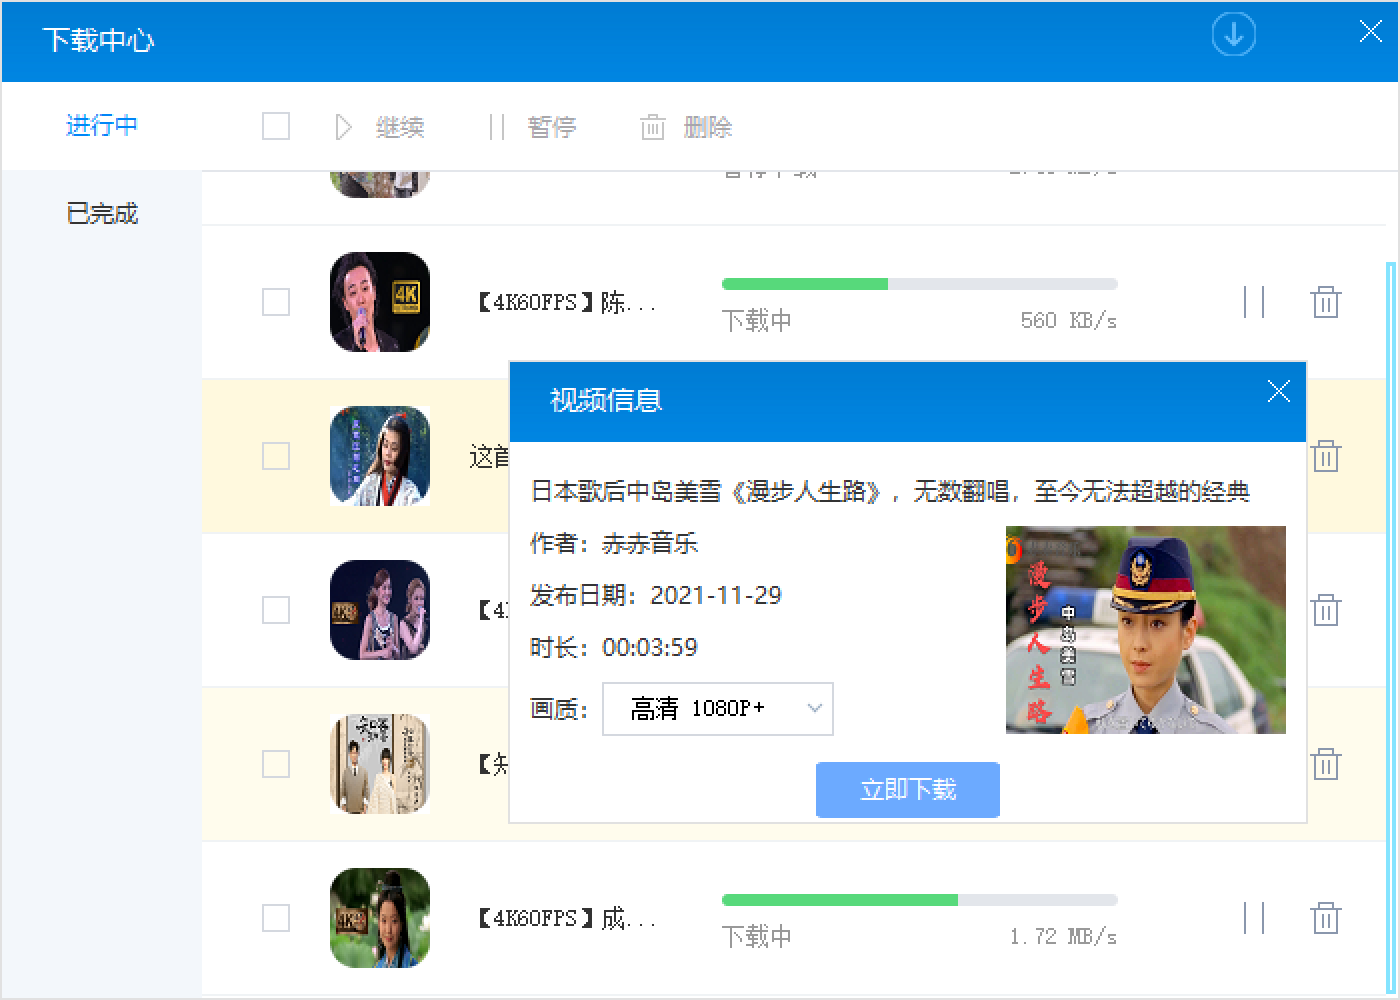 下载中心
进行中
继续
暂停
删除
已完成
【4K60FPS】陈...
下载中
560 KB/s
4K
视频信息
这首
日本歌后中岛美雪《漫步人生路》，无数翻唱，至今无法超越的经典
作者：赤赤音乐
发布日期：2021-11-29
时长：00:03:59
画质：
高清 1080P+
漫步人生路
中岛美雪
立即下载
【4K
【知
【4K60FPS】成...
4K
下载中
1.72 MB/s